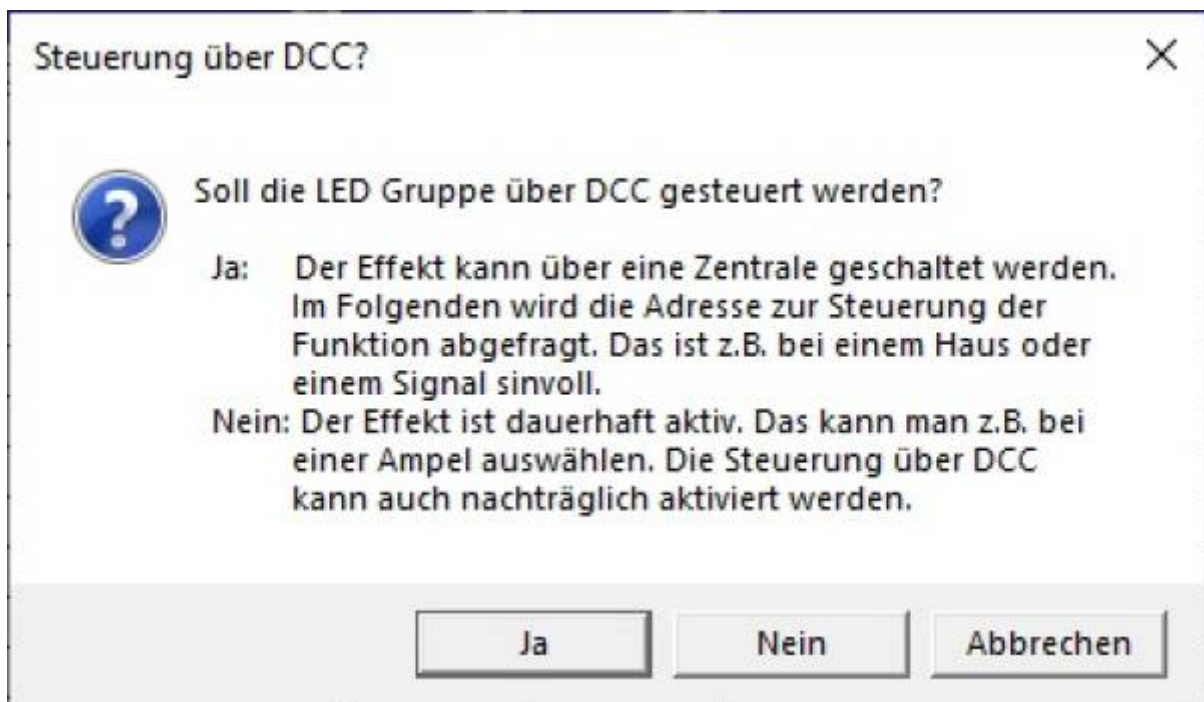 Steuerung über DCC?
Soll die LED Gruppe über DCC gesteuert werden?
Ja: Der Effekt kann über eine Zentrale geschaltet werden.
Im Folgenden wird die Adresse zur Steuerung der
Funktion abgefragt. Das ist z.B. bei einem Haus oder
einem Signal sinvoll.
Nein: Der Effekt ist dauerhaft aktiv. Das kann man z.B. bei
einer Ampel auswählen. Die Steuerung über DCC
kann auch nachträglich aktiviert werden.
Ja
Nein
Abbrechen